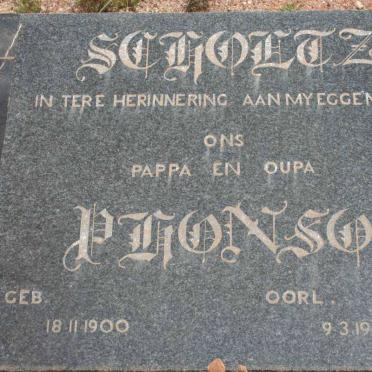 SCHOLTZ
IN TERE HERINNERING AAN MY EGGEN
ONS
PAPPA EN OUPA
PHONSO
GEB. OORL.
18.11.1900 9.3.19